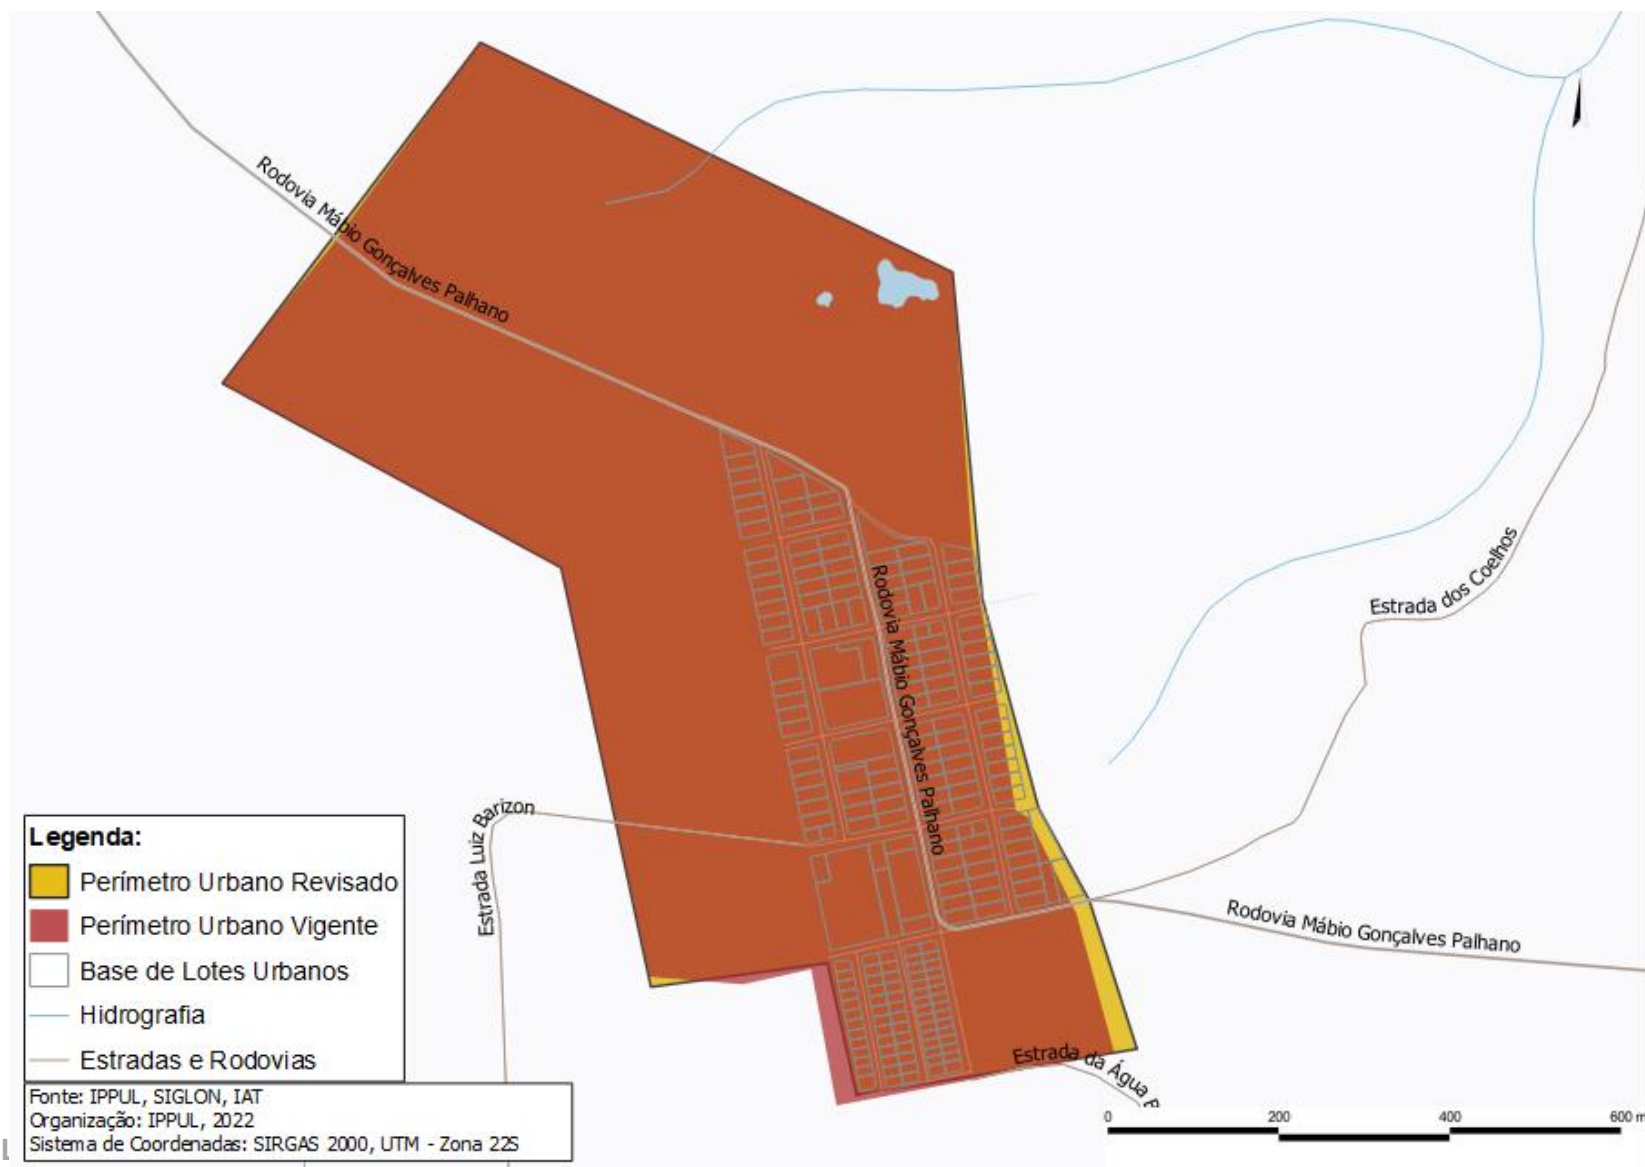 Rodovia Mábio Gonçalves Palhano
Rodovia Mábio Gonçalves Palhano
Estrada dos Coelhos
Estrada Luiz Barizon
Rodovia Mábio Gonçalves Palhano
Estrada da Água
Legenda:
Perímetro Urbano Revisado
Perímetro Urbano Vigente
Base de Lotes Urbanos
Hidrografia
Estradas e Rodovias
Fonte: IPPUL, SIGLON, IAT
Organização: IPPUL, 2022
Sistema de Coordenadas: SIRGAS 2000, UTM - Zona 22S
0 200 400 600 m